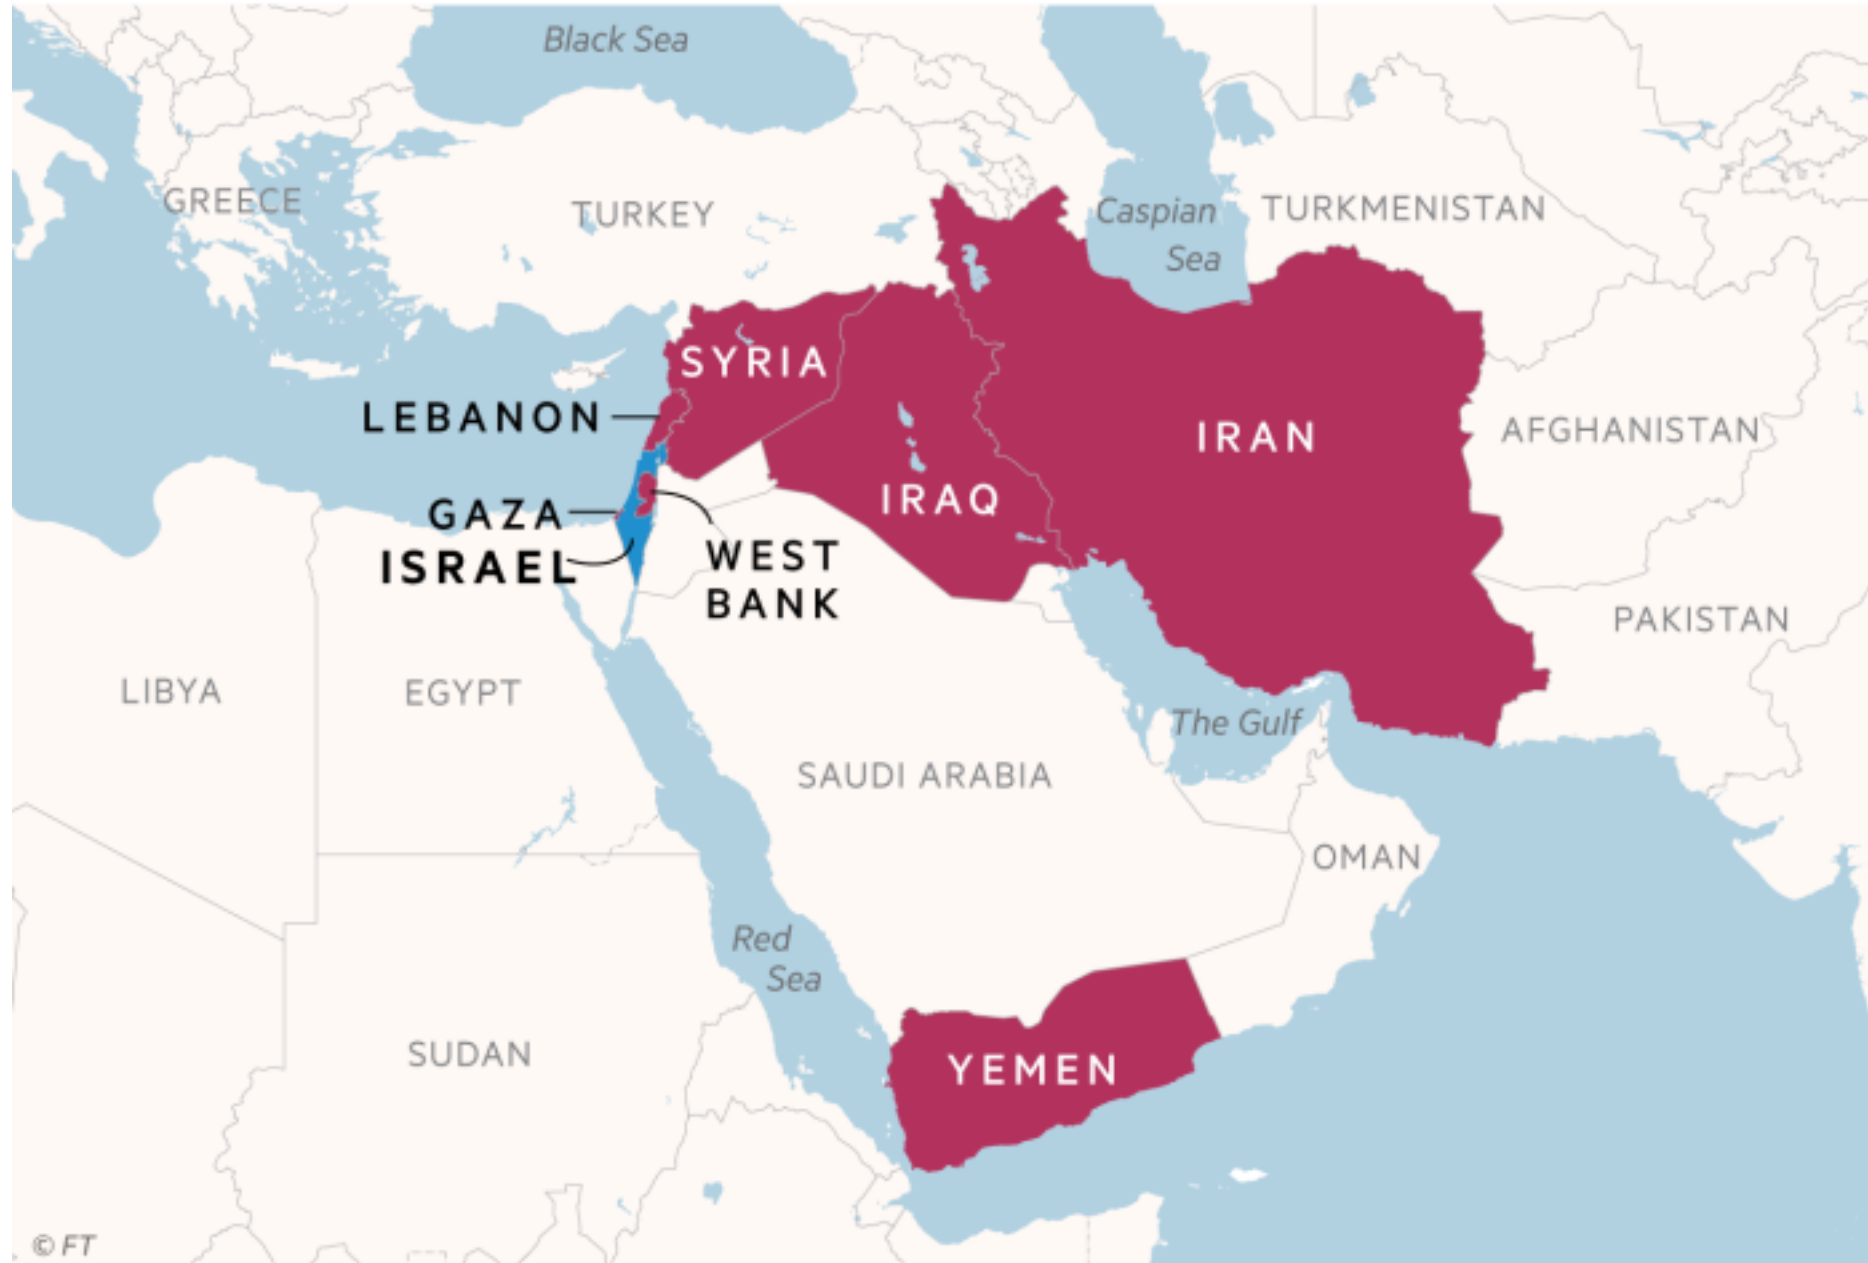 Black Sea
GREECE
TURKEY
Caspian
Sea
TURKMENISTAN
SYRIA
LEBANON
IRAN
AFGHANISTAN
IRAQ
GAZA
ISRAEL
WEST
BANK
PAKISTAN
LIBYA
EGYPT
The Gulf
SAUDI ARABIA
OMAN
Red
Sea
SUDAN
YEMEN
© FT